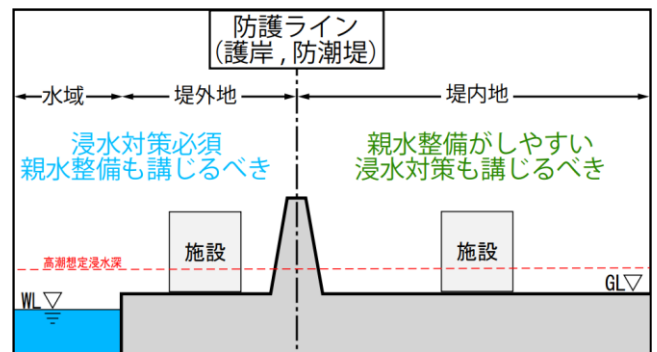 防護ライン
(護岸,防潮堤)
水域
堤外地
堤内地
浸水対策必須
親水整備も講じるべき
親水整備がしやすい
浸水対策も講じるべき
施設
施設
高潮想定浸水深
WL
GL